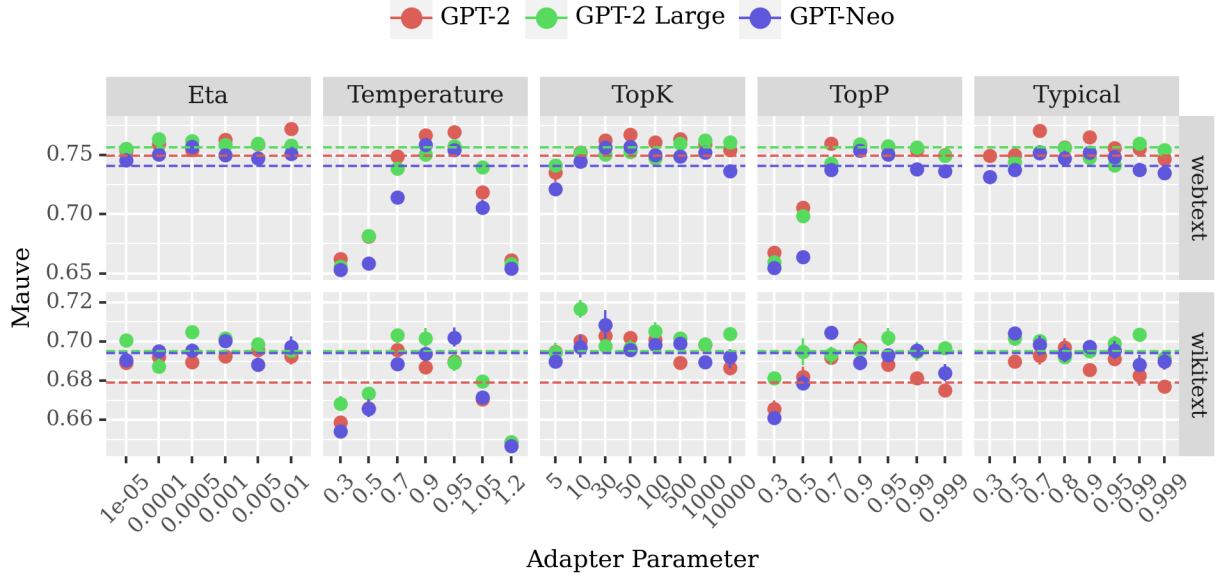 GPT-2 GPT-2 Large GPT-Neo
Eta Temperature TopK TopP Typical
Mauve
0.75
0.70
0.65
webtext
0.72
0.70
0.68
0.66
wikitext
1e-05 0.0001 0.0005 0.001 0.005 0.01 0.3 0.5 0.7 0.9 0.95 1.05 1.2 5 10 30 50 100 500 1000 10000 0.3 0.5 0.7 0.9 0.95 0.99 0.999 0.3 0.5 0.7 0.8 0.9 0.95 0.99 0.999
Adapter Parameter